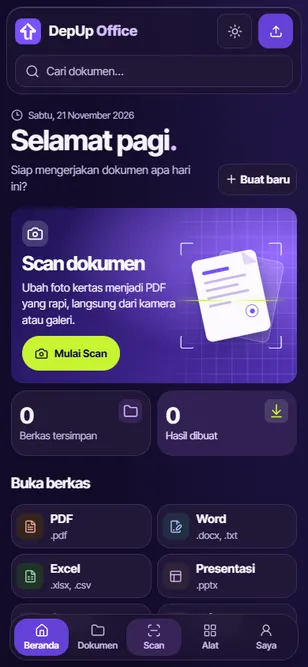 DepUp Office
Cari dokumen...
Sabtu, 21 November 2026
Selamat pagi.
Siap mengerjakan dokumen apa hari
ini?
+ Buat baru
Scan dokumen
Ubah foto kertas menjadi PDF
yang rapi, langsung dari kamera
atau galeri.
Mulai Scan
0
Berkas tersimpan
0
Hasil dibuat
Buka berkas
PDF
.pdf
Word
.docx, .txt
Excel
.xlsx, .csv
Presentasi
.pptx
Beranda
Dokumen
Scan
Alat
Saya